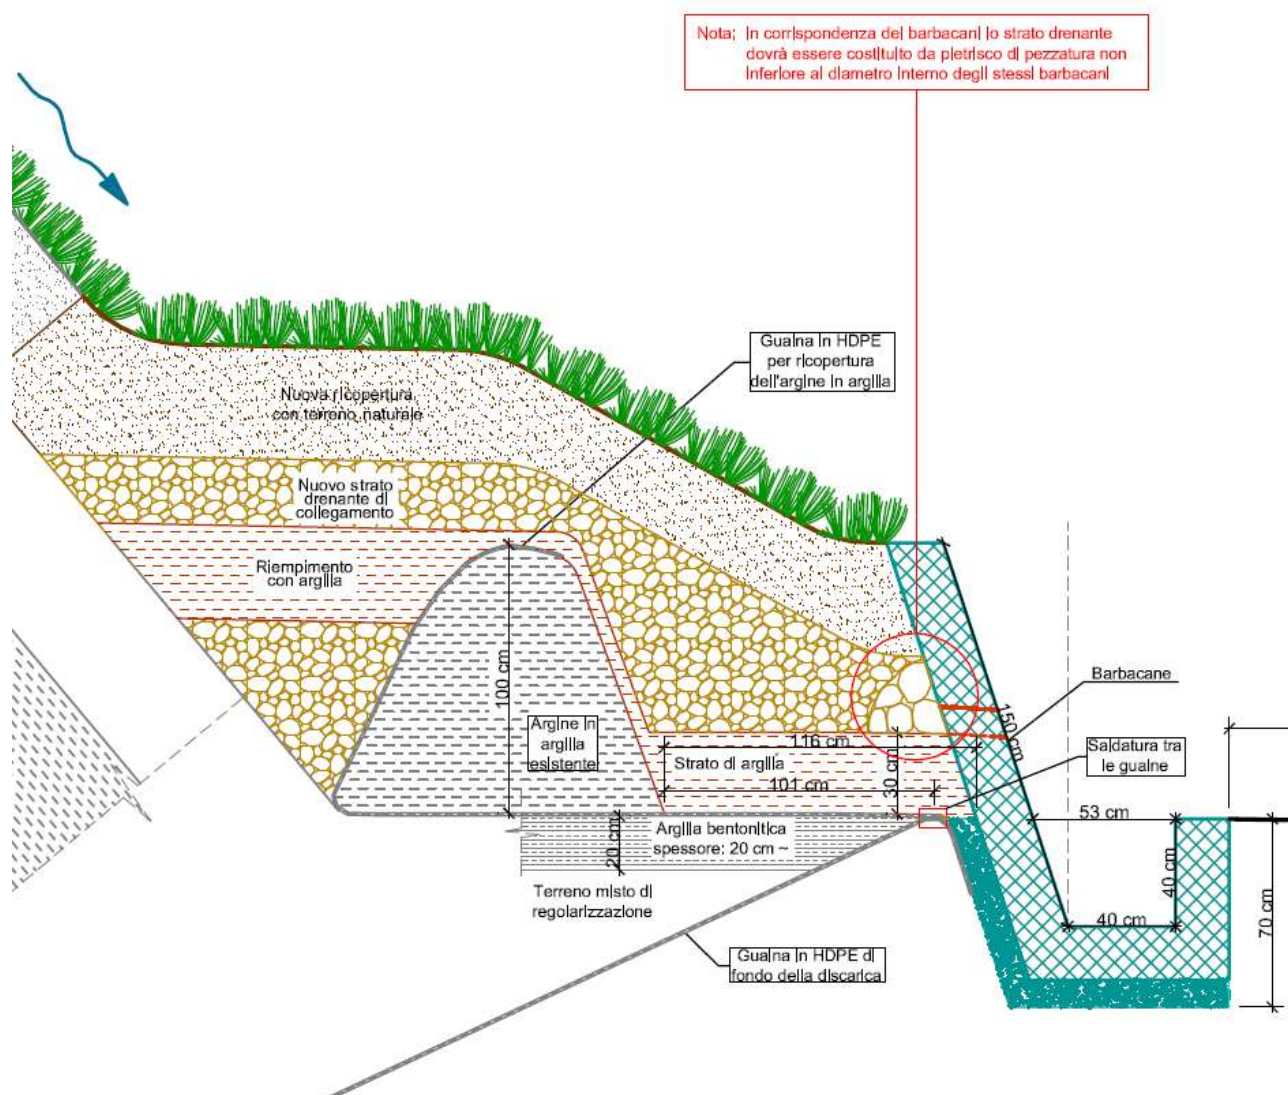 Nota; In corrispondenza dei barbacani lo strato drenante
dovrà essere costituito da pietrisco di pezzatura non
inferiore al diametro interno degli stessi barbacani
Guaina in HDPE
per ricopertura
dell'argine in argilla
Nuova ricopertura
con terreno naturale
Nuovo strato
drenante di
collegamento
Riempimento
con argilla
100 cm
Argine in
argilla
esistente
Barbacane
150 cm
116 cm
Saldatura tra
le guaine
Strato di argilla
30 cm
101 cm
53 cm
Argilla bentonitica
spessore: 20 cm ~
20 cm
40 cm
40 cm
70 cm
Terreno misto di
regolarizzazione
Guaina in HDPE di
fondo della discarica